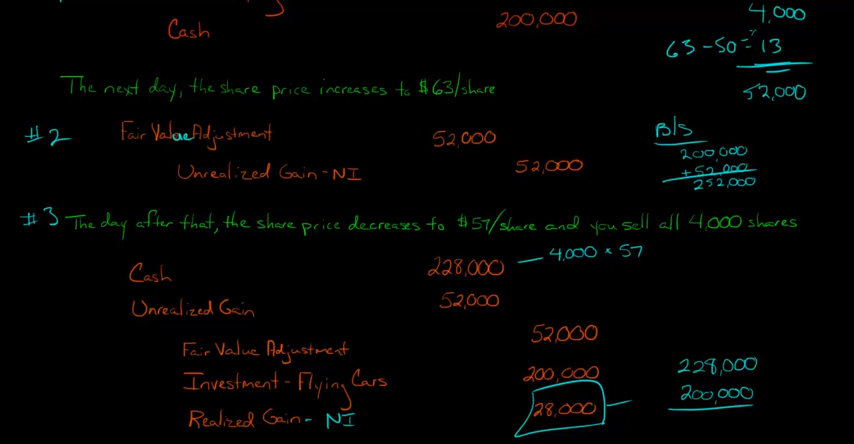 4,000
Cash 200,000 63 - 50 = 13
The next day, the share price increases to $63/share 52,000
#2 Fair Value Adjustment 52,000 B/S
Unrealized Gain - NI 52,000 200,000
+52,000
252,000
#3 The day after that, the share price decreases to $57/share and you sell all 4,000 shares
Cash 228,000 — 4,000 × 57
Unrealized Gain 52,000
Fair Value Adjustment 52,000
Investment - Flying Cars 200,000 228,000
Realized Gain - NI 28,000 — 200,000